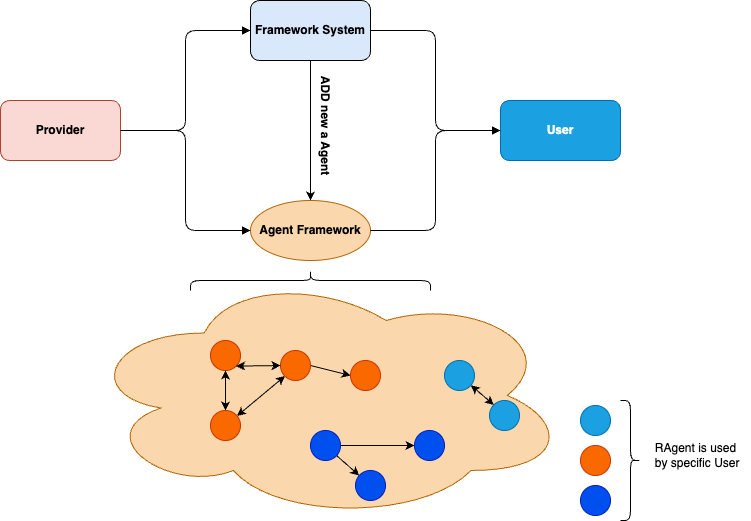 Framework System
Provider
ADD new a Agent
User
Agent Framework
RAgent is used
by specific User